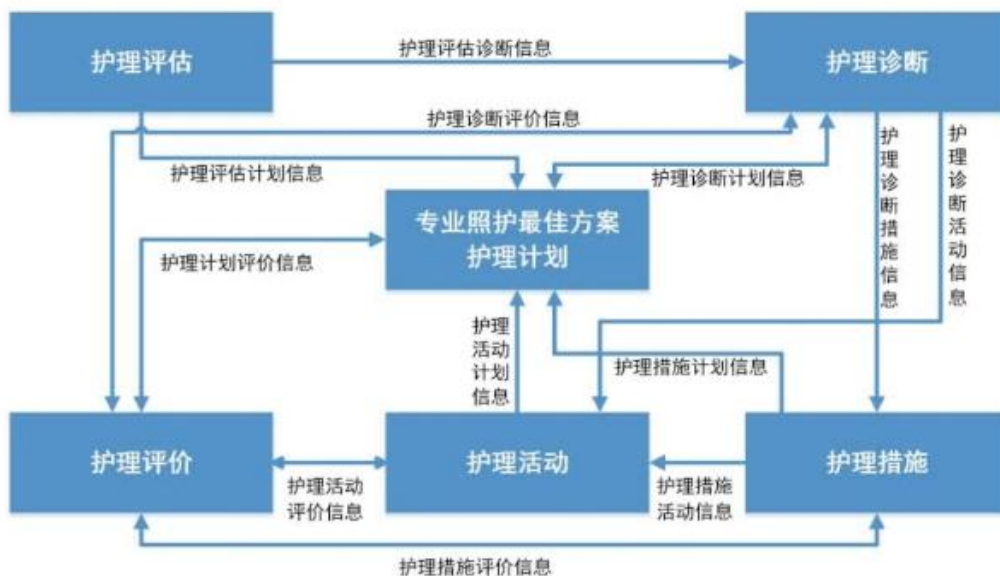 护理评估
护理评估诊断信息
护理诊断
护理诊断评价信息
护理评估计划信息
护理诊断计划信息
护理诊断措施信息
护理诊断活动信息
专业照护最佳方案
护理计划
护理计划评价信息
护理
活动
计划
信息
护理措施计划信息
护理评价
护理活动
评价信息
护理活动
护理措施
活动信息
护理措施
护理措施评价信息